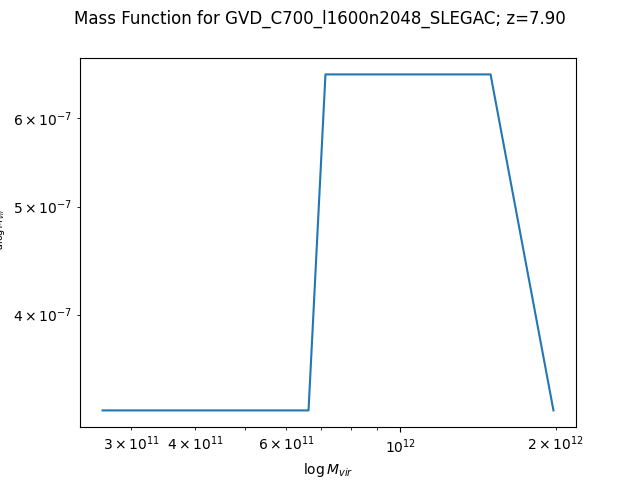 Mass Function for GVD_C700_l1600n2048_SLEGAC; z=7.90
6 × 10⁻⁷
5 × 10⁻⁷
4 × 10⁻⁷
3 × 10¹¹ 4 × 10¹¹ 6 × 10¹¹ 10¹² 2 × 10¹²
log M_vir